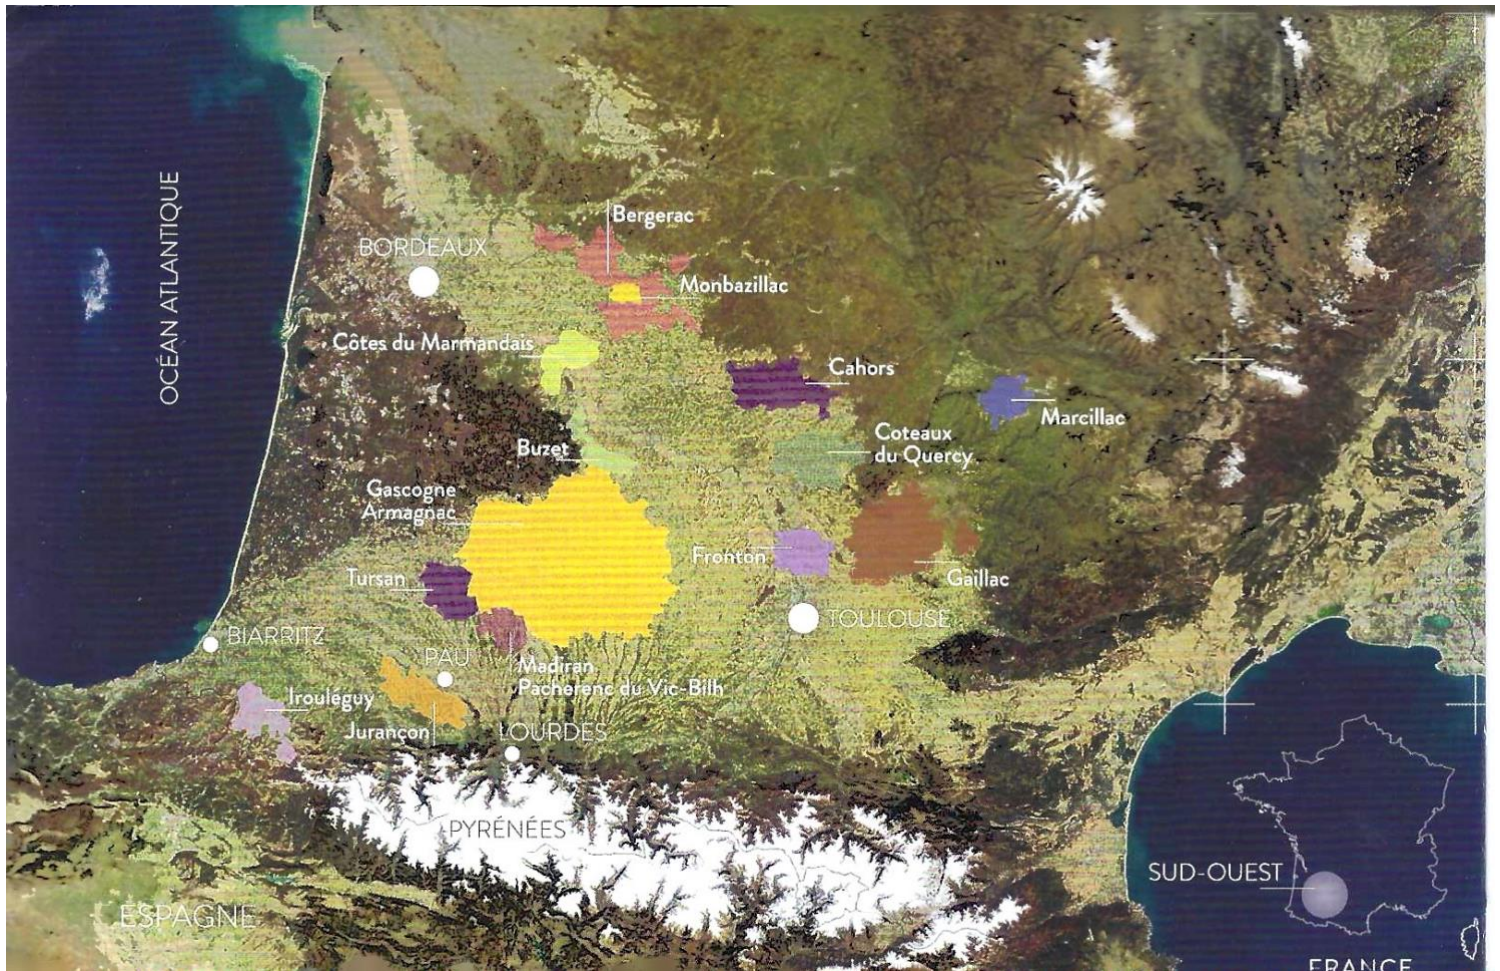 OCÉAN ATLANTIQUE
Bergerac
BORDEAUX
Monbazillac
Côtes du Marmandais
Cahors
Marcillac
Coteaux
du Quercy
Buzet
Gascogne
Armagnac
Fronton
Gaillac
Tursan
TOULOUSE
BIARRITZ
PAU
Madiran
Pacherenc du Vic-Bilh
Irouléguy
Jurançon
LOURDES
PYRÉNÉES
SUD-OUEST
ESPAGNE
FRANCE